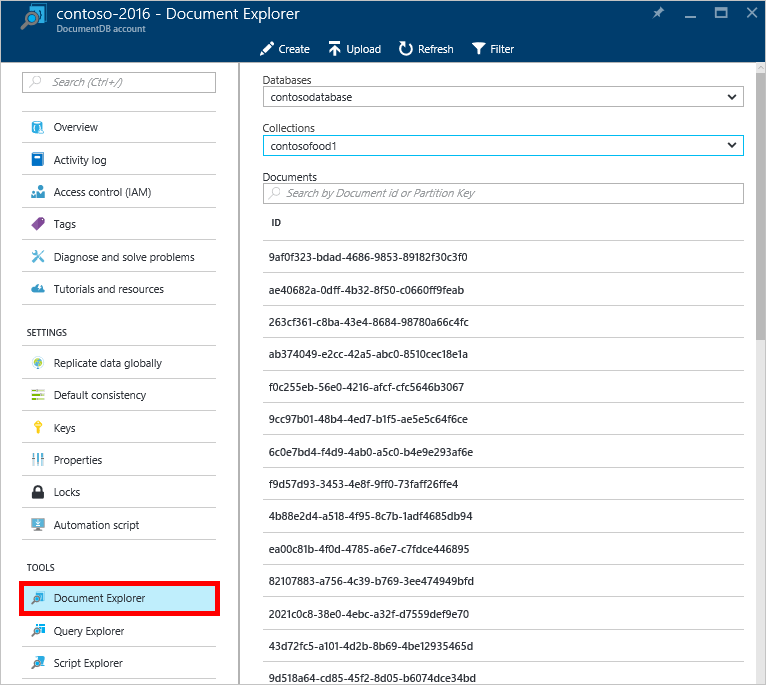 contoso-2016 - Document Explorer
DocumentDB account
Create
Upload
Refresh
Filter
Search (Ctrl+/)
Overview
Activity log
Access control (IAM)
Tags
Diagnose and solve problems
Tutorials and resources
SETTINGS
Replicate data globally
Default consistency
Keys
Properties
Locks
Automation script
TOOLS
Document Explorer
Query Explorer
Script Explorer
Databases
contosodatabase
Collections
contosofood1
Documents
Search by Document id or Partition Key
ID
9af0f323-bdad-4686-9853-89182f30c3f0
ae40682a-0dff-4b32-8f50-c0660ff9feab
263cf361-c8ba-43e4-8684-98780a66c4fc
ab374049-e2cc-42a5-abc0-8510cec18e1a
f0c255eb-56e0-4216-afcf-cfc5646b3067
9cc97b01-48b4-4ed7-b1f5-ae5e5c64f6ce
6c0e7bd4-f4d9-4ab0-a5c0-b4e9e293af6e
f9d57d93-3453-4e8f-9ff0-73faff26ffe4
4b88e2d4-a518-4f95-8c7b-1adf4685db94
ea00c81b-4f0d-4785-a6e7-c7fdce446895
82107883-a756-4c39-b769-3ee474949bfd
2021c0c8-38e0-4ebc-a32f-d7559def9e70
43d72fc5-a101-4d2b-8b69-4be12935465d
9d518a64-cd85-45f2-8d05-b6074dce34bd